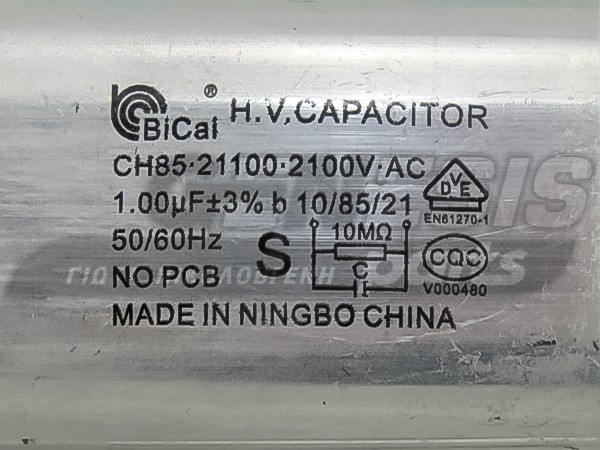 BiCai ® H.V.CAPACITOR
CH85-21100-2100V·AC
1.00μF±3% b 10/85/21
DVE
EN61270-1
50/60Hz S 10MΩ
C
CQC
NO PCB
V000480
MADE IN NINGBO CHINA